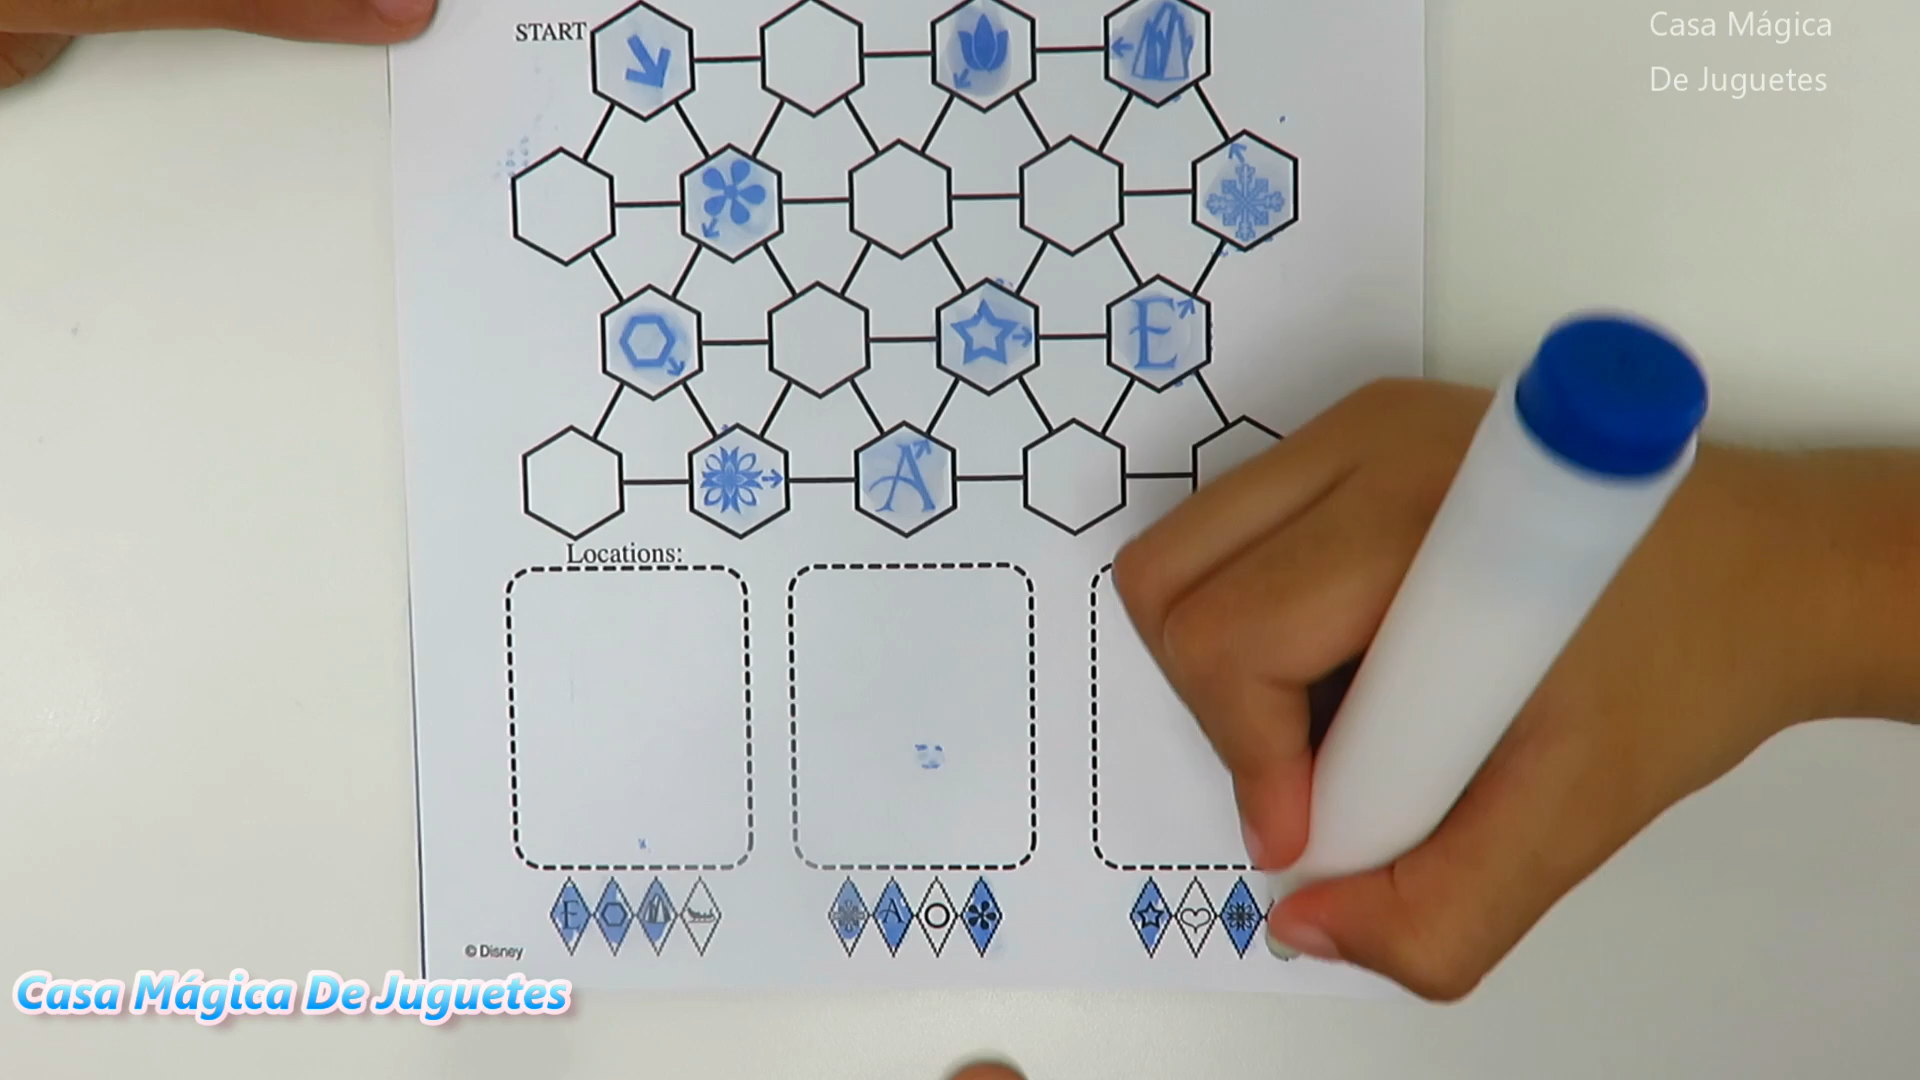 Casa Mágica
De Juguetes
START
E
A
Locations:
E
A
© Disney
Casa Mágica De Juguetes